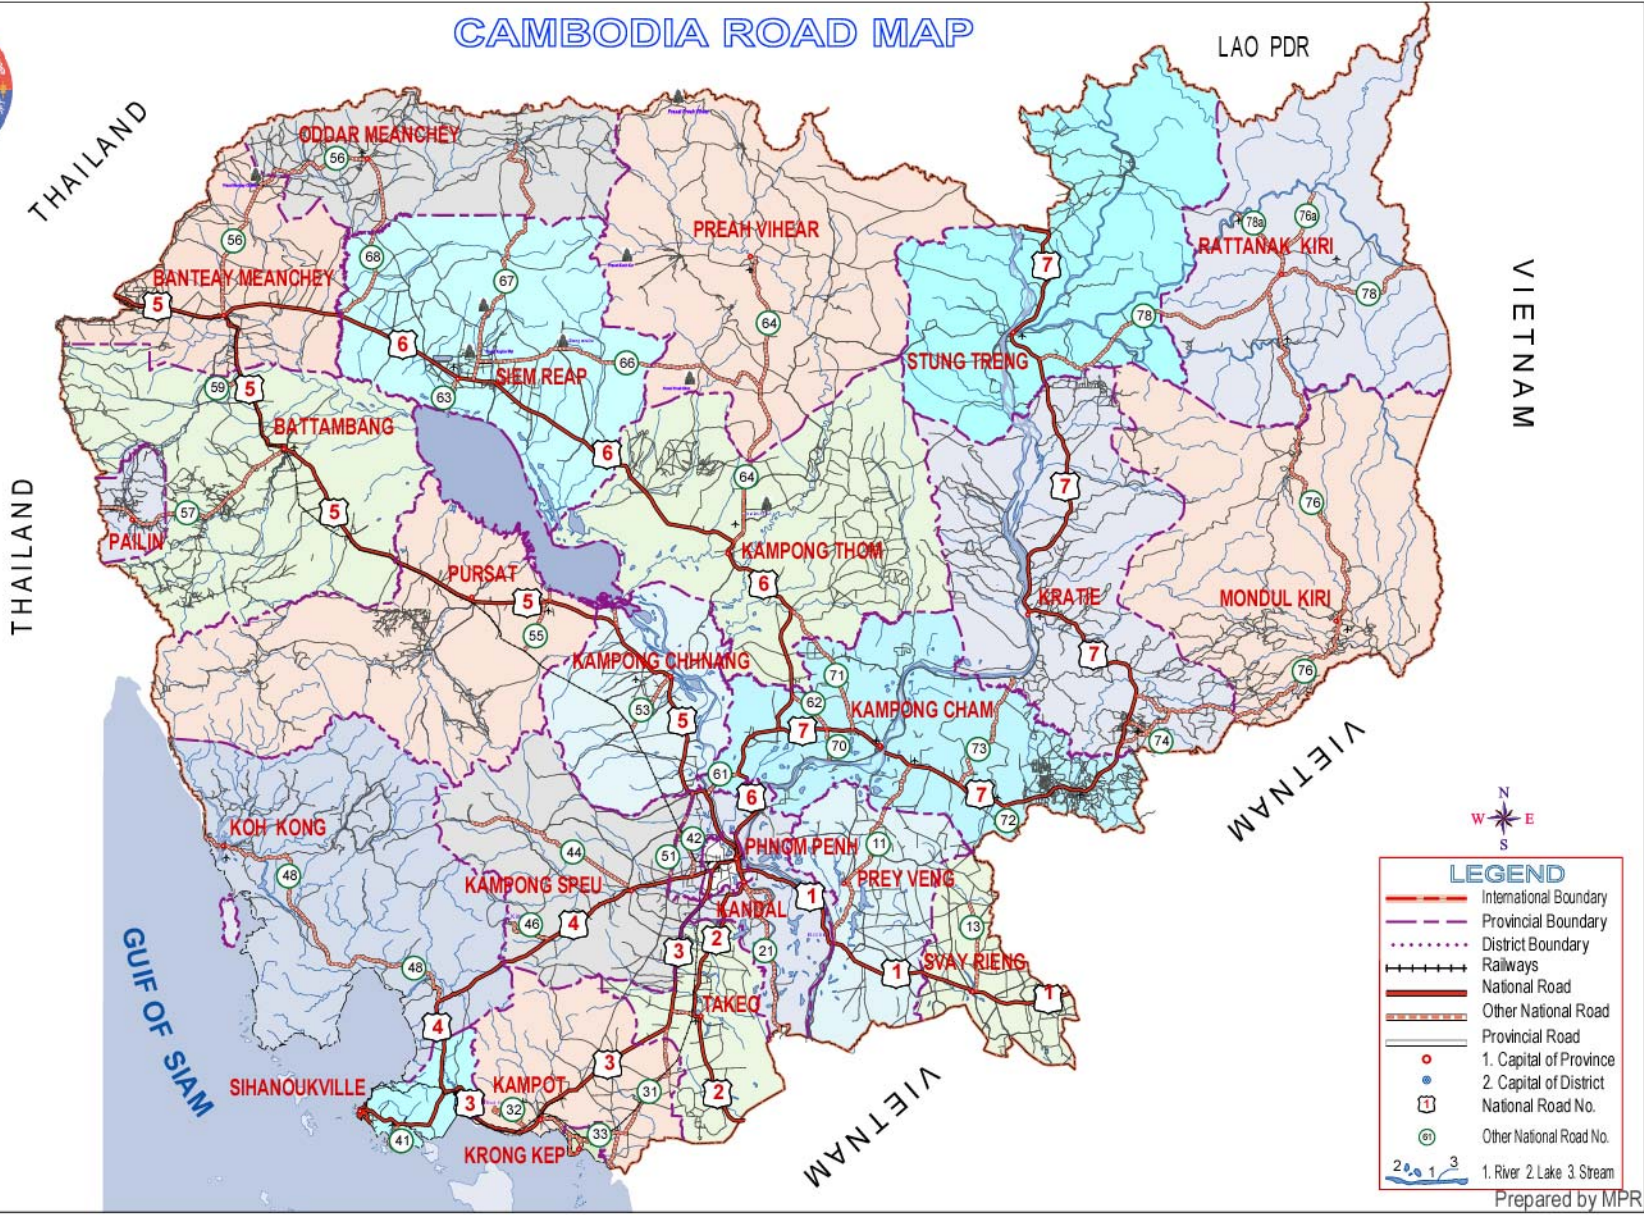 CAMBODIA ROAD MAP
LAO PDR
THAILAND
ODDAR MEANCHEY
56
68
56
PREAH VIHEAR
78a
76a
RATTANAK KIRI
68
67
7
BANTEAY MEANCHEY
5
78
78
64
6
STUNG TRENG
66
SIEM REAP
VIETNAM
59
5
63
BATTAMBANG
6
64
7
76
57
5
THAILAND
PAILIN
KAMPONG THOM
PURSAT
6
5
KRATIE
MONDUL KIRI
55
7
KAMPONG CHHNANG
71
76
62
53
5
KAMPONG CHAM
7
70
73
74
61
6
7
VIETNAM
72
N
W E
S
KOH KONG
42
PHNOM PENH
11
44
51
48
KAMPONG SPEU
PREY VENG
1
KANDAL
46
4
2
3
21
13
48
SVAY RIENG
1
1
GUIF OF SIAM
TAKEO
4
3
SIHANOUKVILLE
KAMPOT
3
32
31
2
41
33
KRONG KEP
VIETNAM
LEGEND
International Boundary
Provincial Boundary
District Boundary
Railways
National Road
Other National Road
Provincial Road
1. Capital of Province
2. Capital of District
1 National Road No.
61 Other National Road No.
2 1 3 1. River 2. Lake 3. Stream
Prepared by MPR